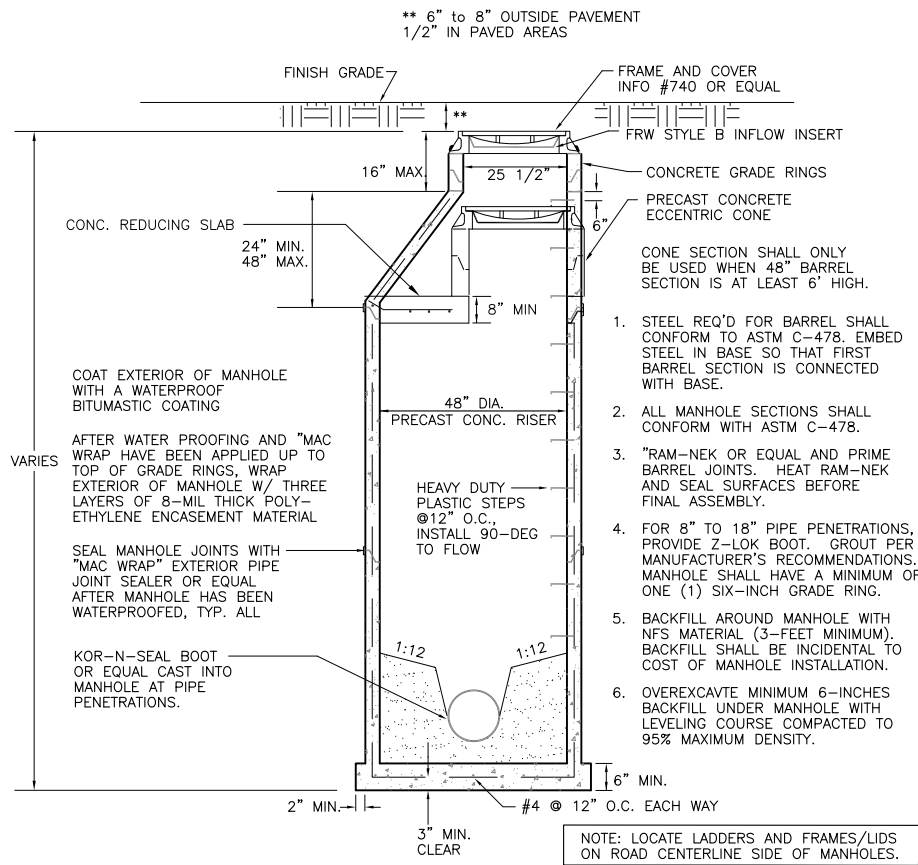 ** 6" to 8" OUTSIDE PAVEMENT
1/2" IN PAVED AREAS
FINISH GRADE
FRAME AND COVER
INFO #740 OR EQUAL
**
FRW STYLE B INFLOW INSERT
16" MAX.
25 1/2"
CONCRETE GRADE RINGS
PRECAST CONCRETE
ECCENTRIC CONE
6"
CONC. REDUCING SLAB
24" MIN.
48" MAX.
8" MIN
CONE SECTION SHALL ONLY
BE USED WHEN 48" BARREL
SECTION IS AT LEAST 6' HIGH.
1. STEEL REQ'D FOR BARREL SHALL
CONFORM TO ASTM C-478. EMBED
STEEL IN BASE SO THAT FIRST
BARREL SECTION IS CONNECTED
WITH BASE.
2. ALL MANHOLE SECTIONS SHALL
CONFORM WITH ASTM C-478.
3. "RAM-NEK OR EQUAL AND PRIME
BARREL JOINTS. HEAT RAM-NEK
AND SEAL SURFACES BEFORE
FINAL ASSEMBLY.
4. FOR 8" TO 18" PIPE PENETRATIONS,
PROVIDE Z-LOK BOOT. GROUT PER
MANUFACTURER'S RECOMMENDATIONS.
MANHOLE SHALL HAVE A MINIMUM OF
ONE (1) SIX-INCH GRADE RING.
5. BACKFILL AROUND MANHOLE WITH
NFS MATERIAL (3-FEET MINIMUM).
BACKFILL SHALL BE INCIDENTAL TO
COST OF MANHOLE INSTALLATION.
6. OVEREXCAVTE MINIMUM 6-INCHES
BACKFILL UNDER MANHOLE WITH
LEVELING COURSE COMPACTED TO
95% MAXIMUM DENSITY.
COAT EXTERIOR OF MANHOLE
WITH A WATERPROOF
BITUMASTIC COATING
VARIES
AFTER WATER PROOFING AND "MAC
WRAP HAVE BEEN APPLIED UP TO
TOP OF GRADE RINGS, WRAP
EXTERIOR OF MANHOLE W/ THREE
LAYERS OF 8-MIL THICK POLY-
ETHYLENE ENCASEMENT MATERIAL
SEAL MANHOLE JOINTS WITH
"MAC WRAP" EXTERIOR PIPE
JOINT SEALER OR EQUAL
AFTER MANHOLE HAS BEEN
WATERPROOFED, TYP. ALL
KOR-N-SEAL BOOT
OR EQUAL CAST INTO
MANHOLE AT PIPE
PENETRATIONS.
48" DIA.
PRECAST CONC. RISER
HEAVY DUTY
PLASTIC STEPS
@12" O.C.,
INSTALL 90-DEG
TO FLOW
1:12
1:12
6" MIN.
2" MIN.
#4 @ 12" O.C. EACH WAY
3" MIN.
CLEAR
NOTE: LOCATE LADDERS AND FRAMES/LIDS
ON ROAD CENTERLINE SIDE OF MANHOLES.